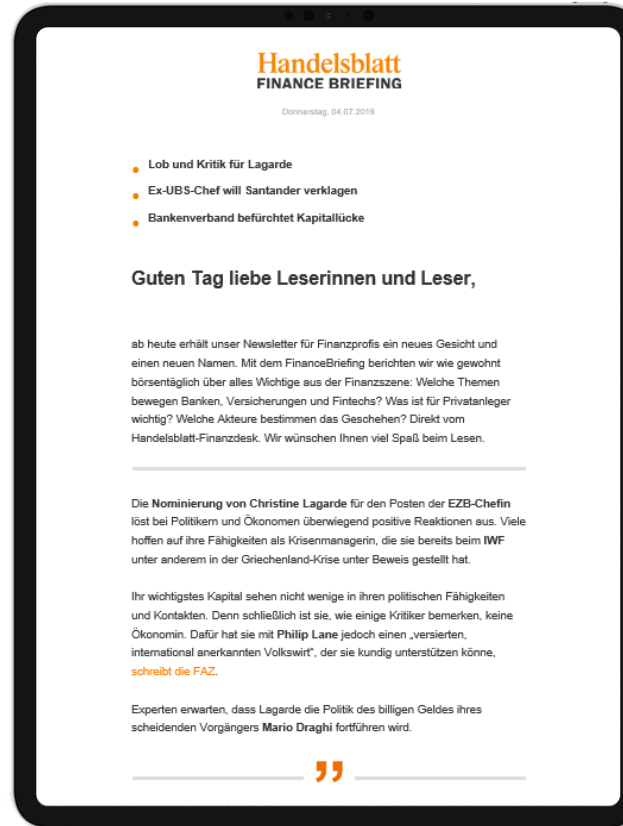 Handelsblatt
FINANCE BRIEFING
Donnerstag, 04.07.2019
Lob und Kritik für Lagarde
Ex-UBS-Chef will Santander verklagen
Bankenverband befürchtet Kapitallücke
Guten Tag liebe Leserinnen und Leser,
ab heute erhält unser Newsletter für Finanzprofis ein neues Gesicht und
einen neuen Namen. Mit dem FinanceBriefing berichten wir wie gewohnt
börsentäglich über alles Wichtige aus der Finanzszene: Welche Themen
bewegen Banken, Versicherungen und Fintechs? Was ist für Privatanleger
wichtig? Welche Akteure bestimmen das Geschehen? Direkt vom
Handelsblatt-Finanzdesk. Wir wünschen Ihnen viel Spaß beim Lesen.
Die Nominierung von Christine Lagarde für den Posten der EZB-Chefin
löst bei Politikern und Ökonomen überwiegend positive Reaktionen aus. Viele
hoffen auf ihre Fähigkeiten als Krisenmanagerin, die sie bereits beim IWF
unter anderem in der Griechenland-Krise unter Beweis gestellt hat.
Ihr wichtigstes Kapital sehen nicht wenige in ihren politischen Fähigkeiten
und Kontakten. Denn schließlich ist sie, wie einige Kritiker bemerken, keine
Ökonomin. Dafür hat sie mit Philip Lane jedoch einen „versierten,
international anerkannten Volkswirt", der sie kundig unterstützen könne,
schreibt die FAZ.
Experten erwarten, dass Lagarde die Politik des billigen Geldes ihres
scheidenden Vorgängers Mario Draghi fortführen wird.
”